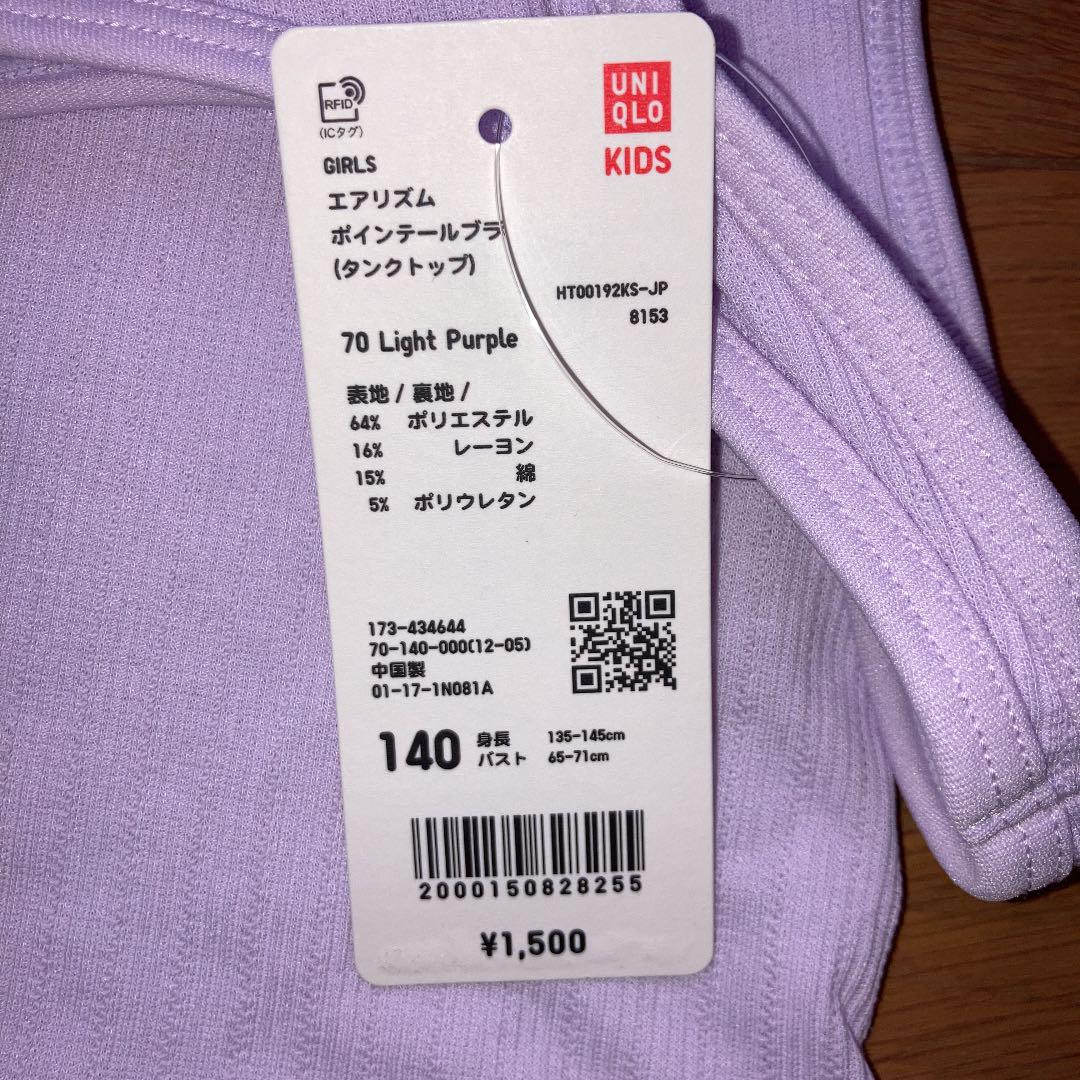 RFID
(ICタグ)
UNI
QLO
KIDS
GIRLS
エアリズム
ポインテールブラ
(タンクトップ)
HT00192KS-JP
8153
70 Light Purple
表地 / 裏地 /
64% ポリエステル
16% レーヨン
15% 綿
5% ポリウレタン
173-434644
70-140-000(12-05)
中国製
01-17-1N081A
140
身長 135-145cm
バスト 65-71cm
2000150828255
¥1,500